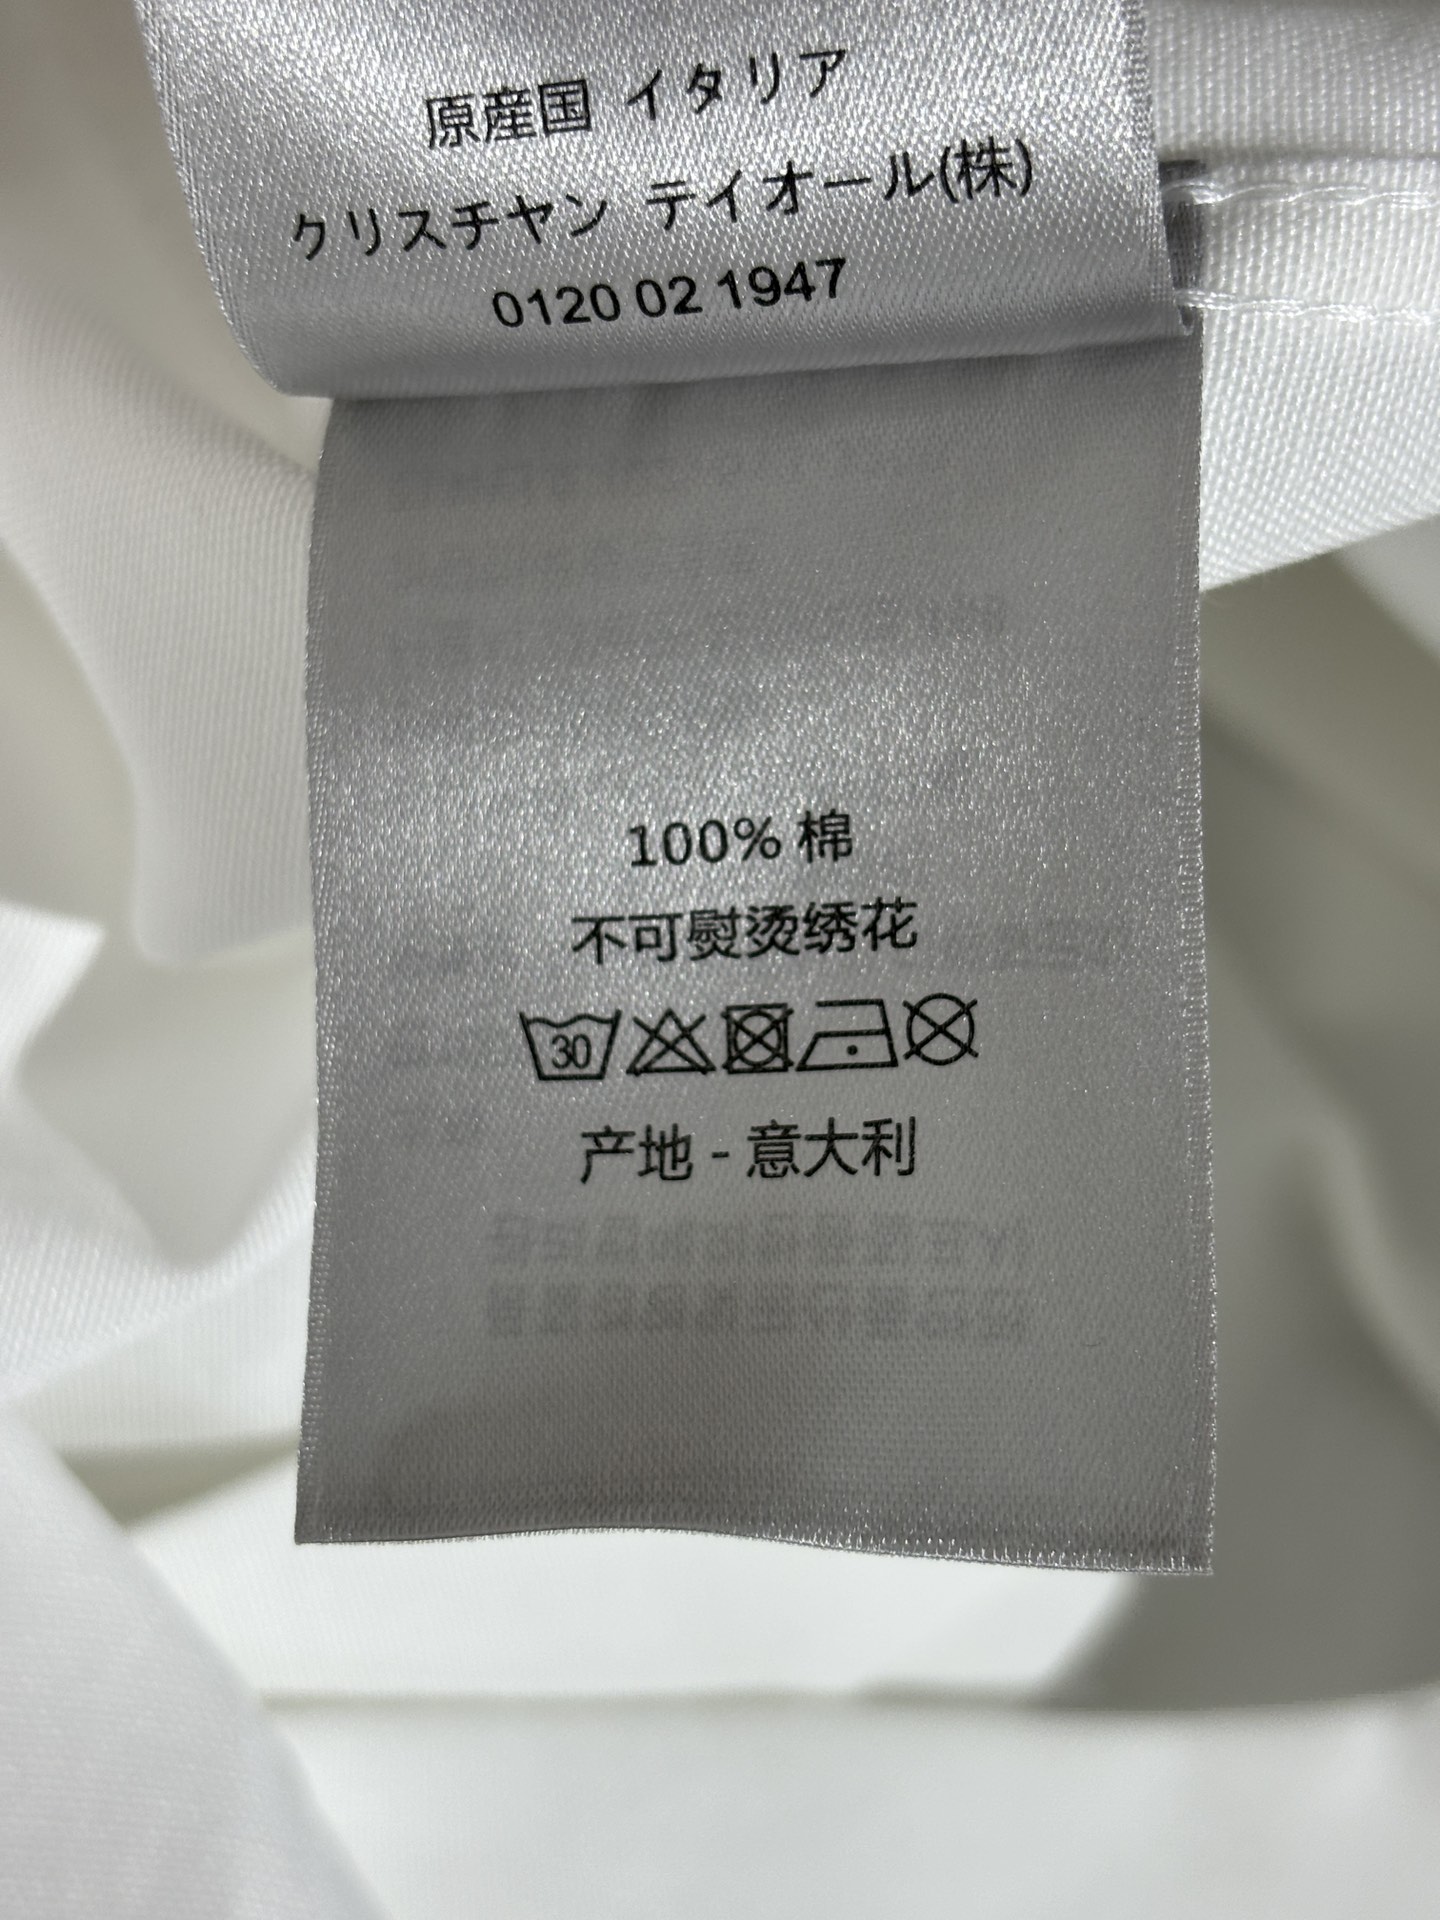 原産国 イタリア
クリスチヤン テイオール(株)
0120 02 1947
100% 棉
不可熨烫绣花
30
产地 - 意大利